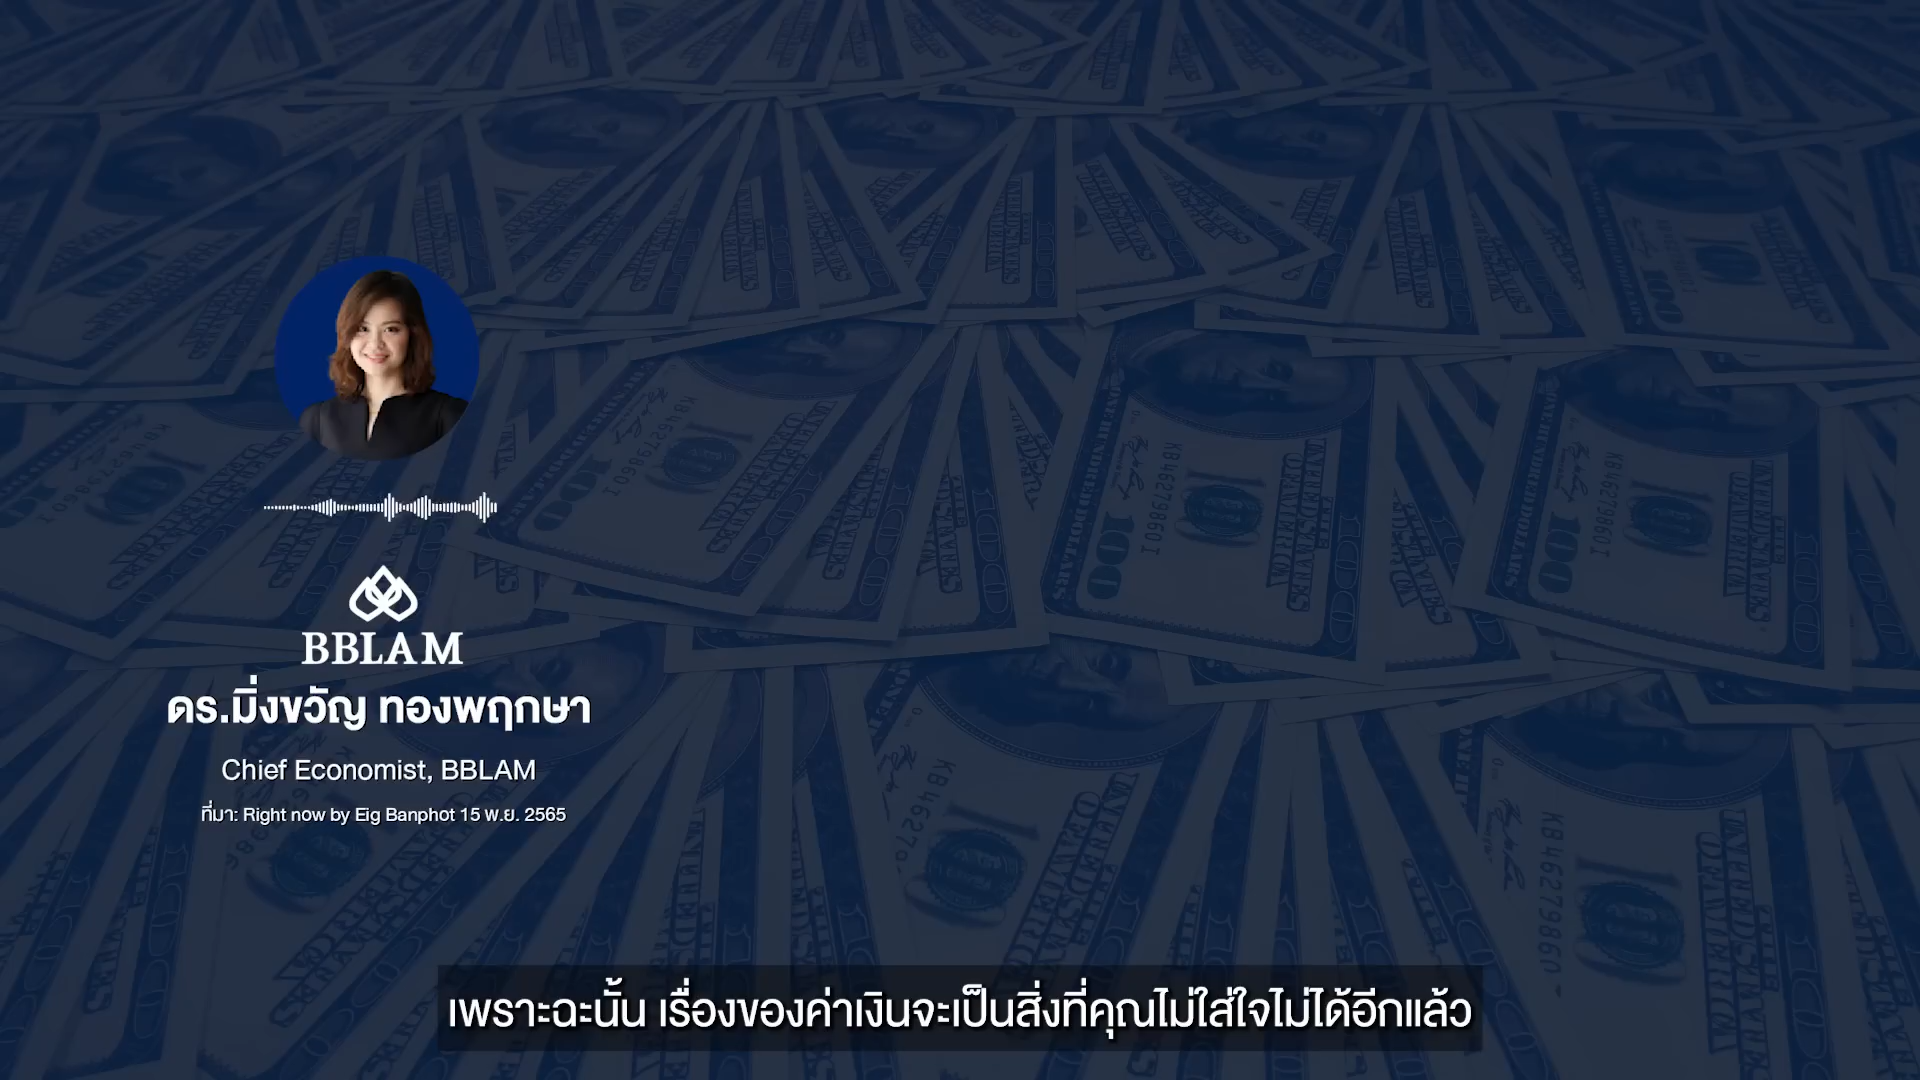 BBLAM
ดร.มิ่งขวัญ ทองพฤกษา
Chief Economist, BBLAM
ที่มา: Right now by Eig Banphot 15 พ.ย. 2565
เพราะฉะนั้น เรื่องของค่าเงินจะเป็นสิ่งที่คุณไม่ใส่ใจไม่ได้อีกแล้ว